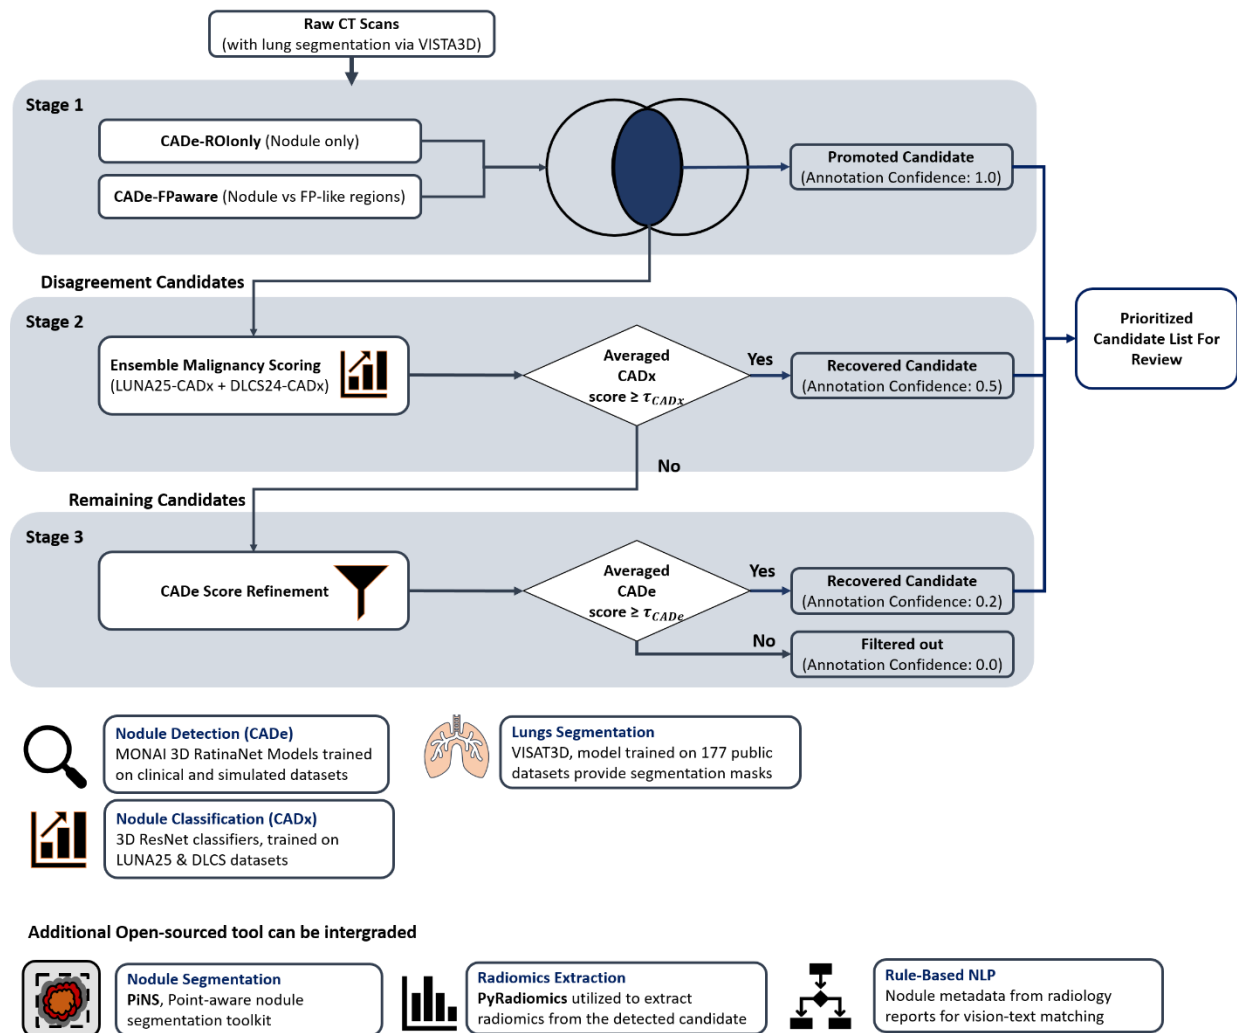 Raw CT Scans
(with lung segmentation via VISTA3D)
Stage 1
CADe-ROIonly (Nodule only)
CADe-FPaware (Nodule vs FP-like regions)
Promoted Candidate
(Annotation Confidence: 1.0)
Disagreement Candidates
Stage 2
Ensemble Malignancy Scoring
(LUNA25-CADx + DLCS24-CADx)
Averaged
CADx
score ≥ τCADx
Yes
Recovered Candidate
(Annotation Confidence: 0.5)
No
Prioritized
Candidate List For
Review
Remaining Candidates
Stage 3
CADe Score Refinement
Averaged
CADe
score ≥ τCADe
Yes
Recovered Candidate
(Annotation Confidence: 0.2)
No
Filtered out
(Annotation Confidence: 0.0)
Nodule Detection (CADe)
MONAI 3D RatinaNet Models trained
on clinical and simulated datasets
Lungs Segmentation
VISAT3D, model trained on 177 public
datasets provide segmentation masks
Nodule Classification (CADx)
3D ResNet classifiers, trained on
LUNA25 & DLCS datasets
Additional Open-sourced tool can be intergraded
Nodule Segmentation
PiNS, Point-aware nodule
segmentation toolkit
Radiomics Extraction
PyRadiomics utilized to extract
radiomics from the detected candidate
Rule-Based NLP
Nodule metadata from radiology
reports for vision-text matching